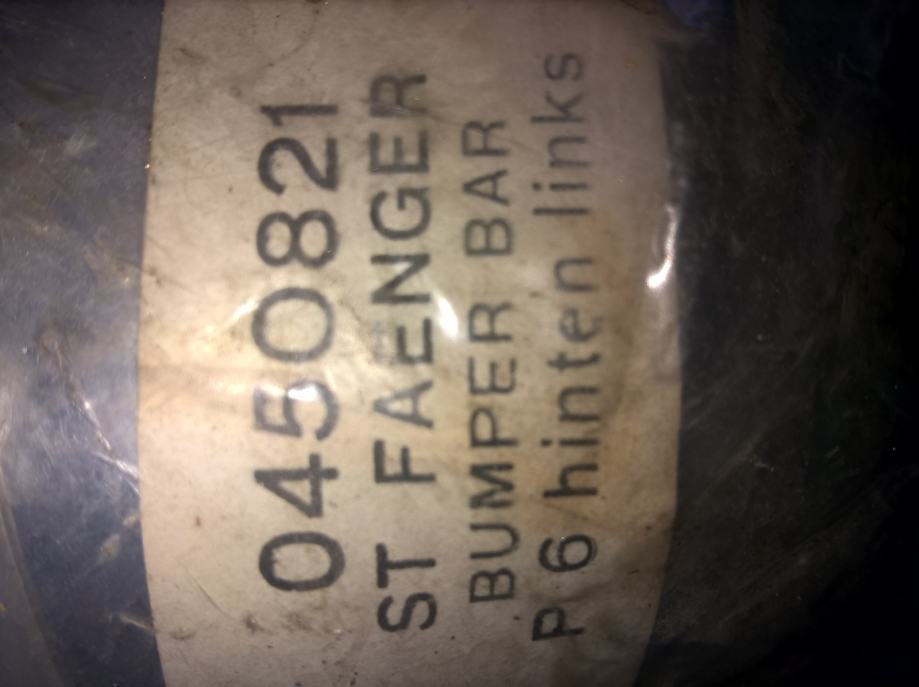 0450821
ST FAENGER
BUMPER BAR
P 6 hinten links